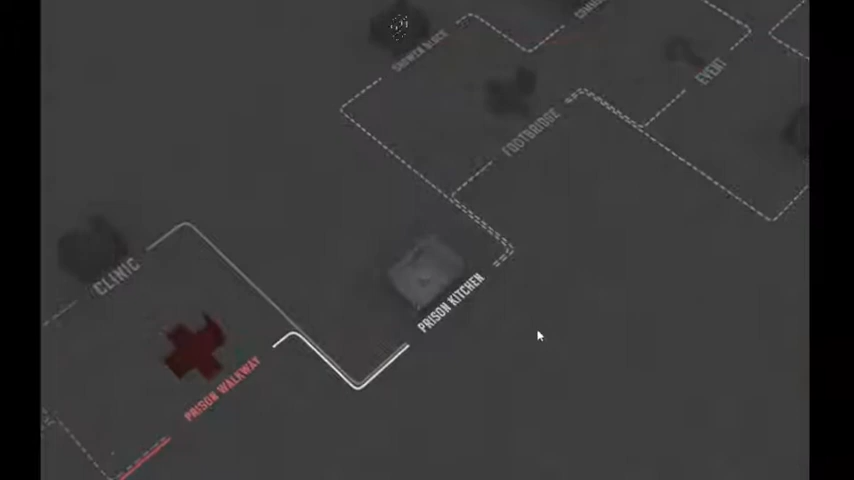 SHOWER BLOCK
EVENT
FOOTBRIDGE
CLINIC
PRISON KITCHEN
PRISON WALKWAY